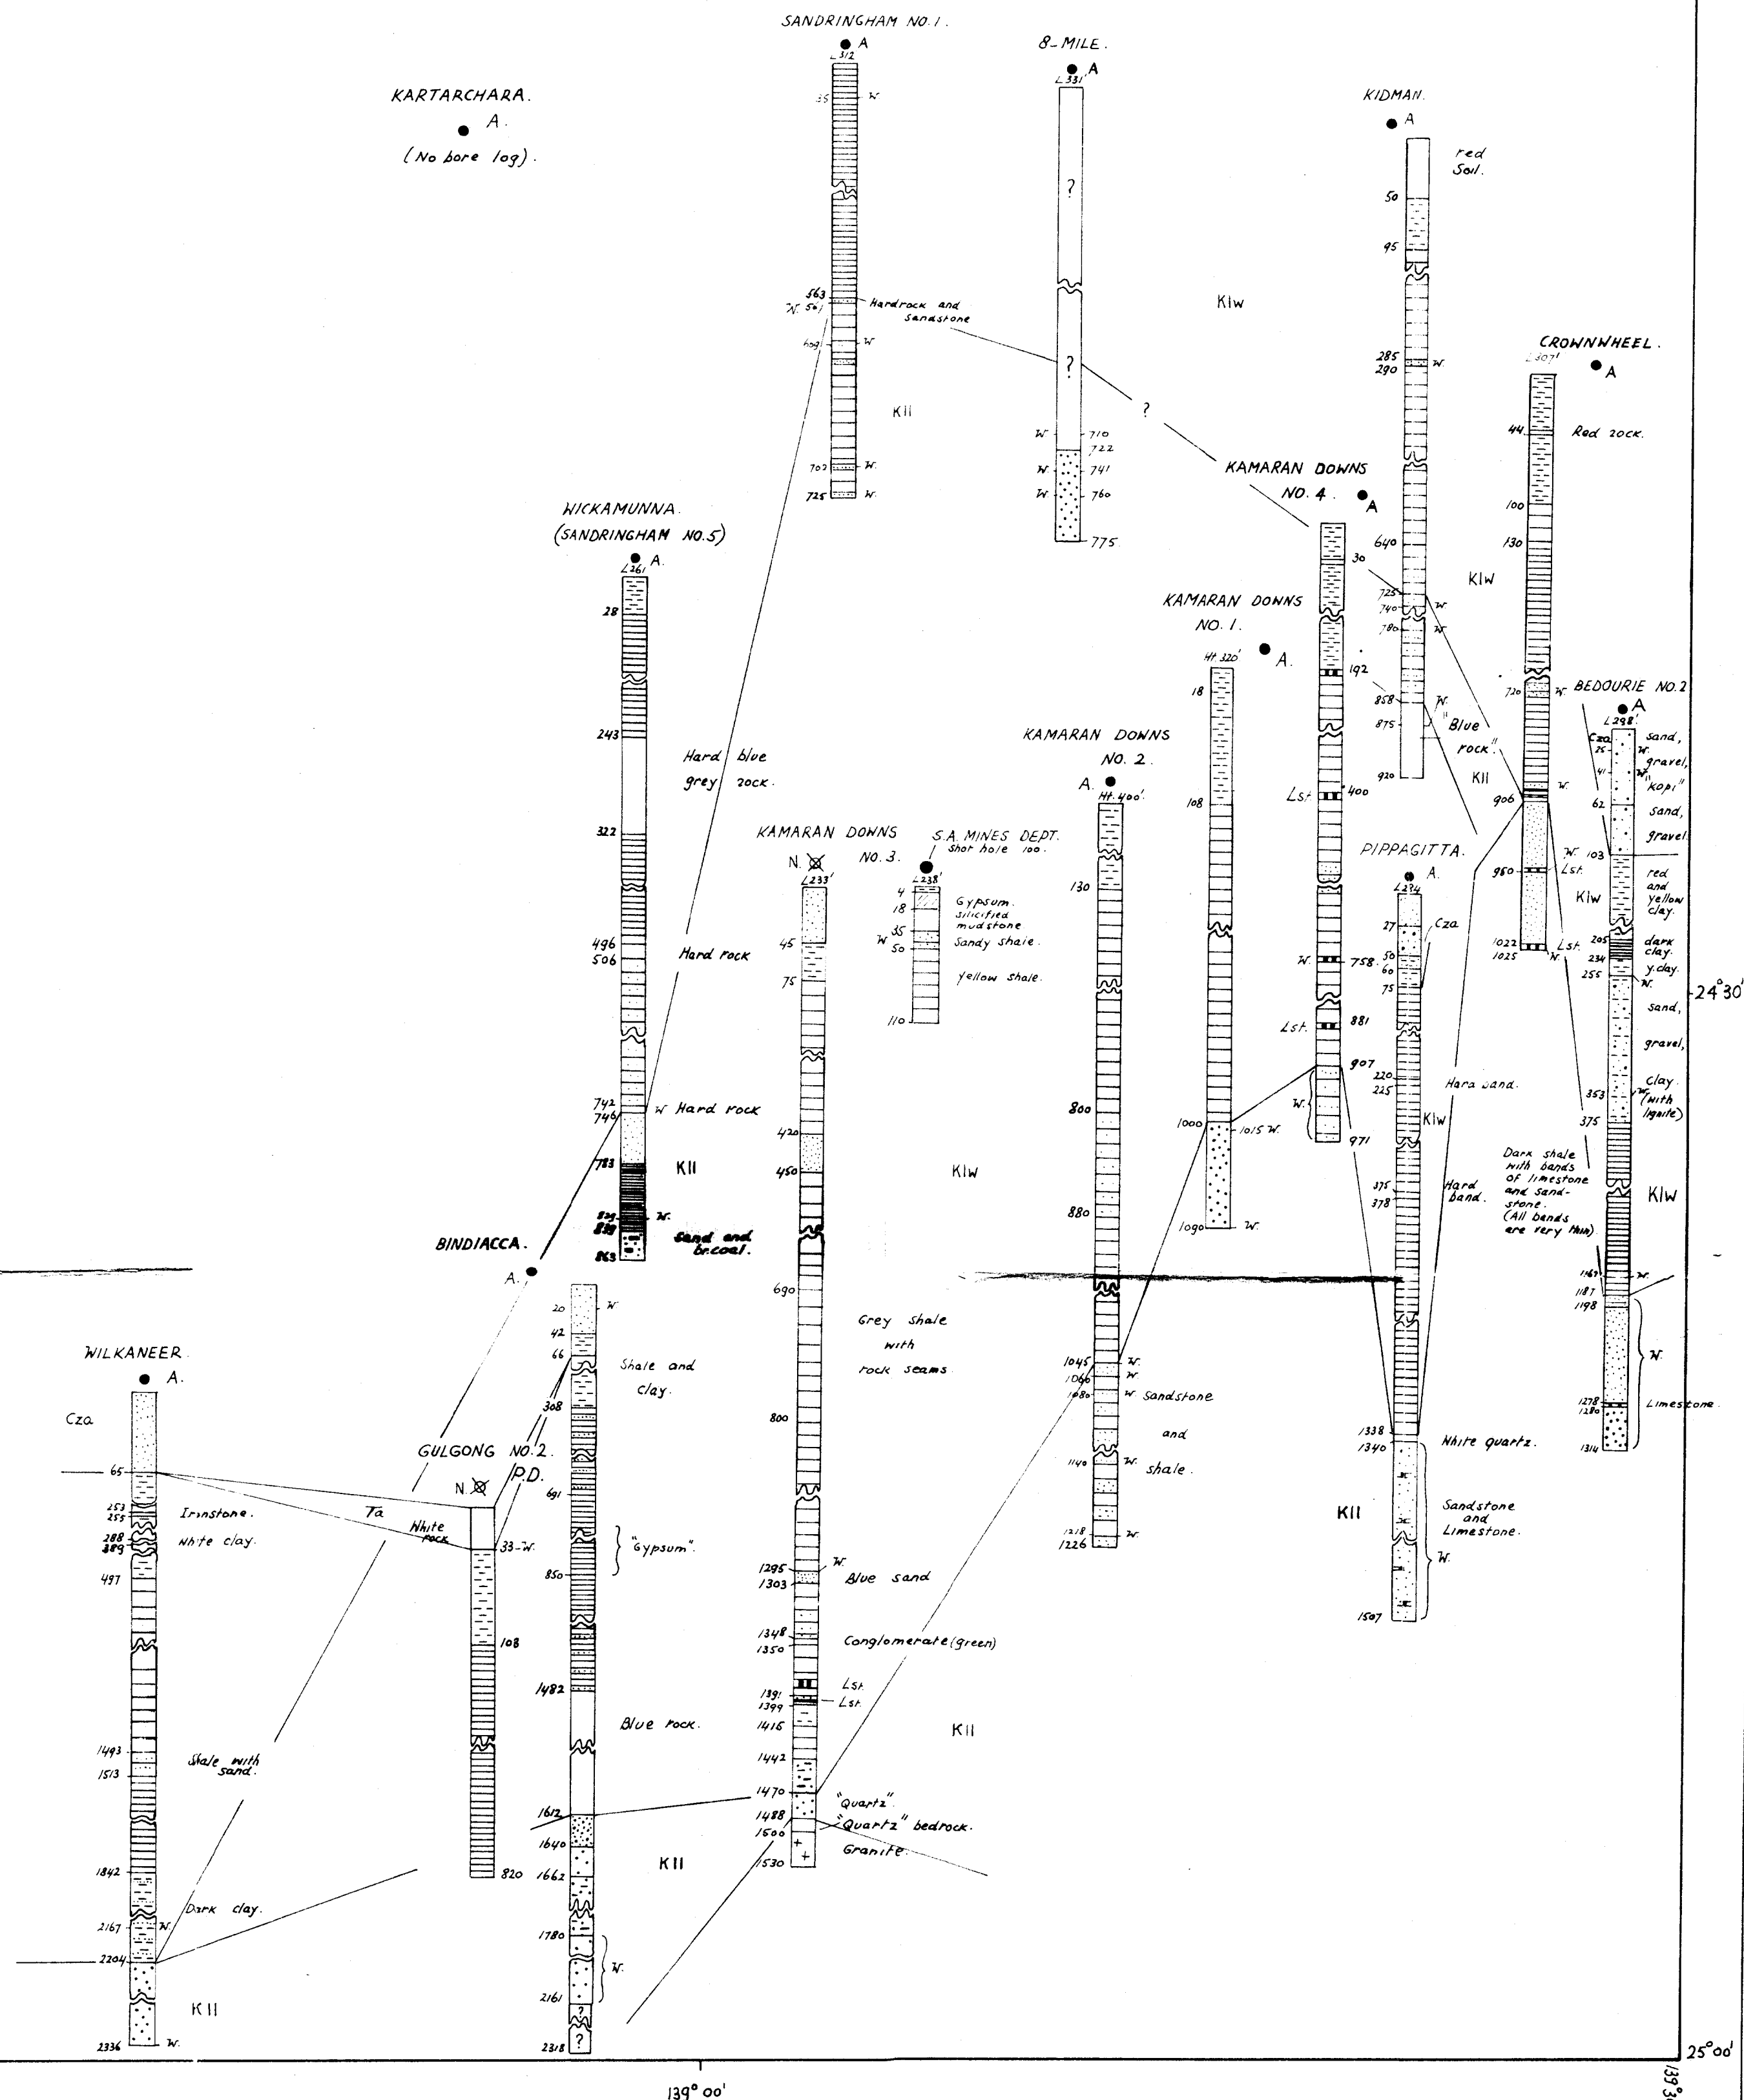 SANDRINGHAM NO. 1.
A
L 312
35 W
563
W. 561
Hardrock and
sandstone
609 W
KII
702 W.
725 W.
8-MILE.
A
L 331'
?
?
W 710
722
W. 741
W 760
775
KARTARCHARA.
A.
(No bore log).
KIDMAN.
A
red
Soil.
50
95
285 W.
290
640
725
740 W
780 W
858 W.
875
"Blue
rock."
920
KIW
?
KIW
KII
CROWNWHEEL.
L 307'
A
44 Red rock.
100
130
720 W.
W.
906
W.
960 Lst.
1022 Lst.
1025 W.
KIW
BEDOURIE NO. 2
A
L 298'
Cza
25 W.
41 W
sand,
gravel,
"kopi"
62
sand,
gravel.
103
red
and
yellow
clay.
205
dark
clay.
234
y.clay.
255 W.
sand,
gravel,
clay
353 W.
(with
lignite)
375
KIW
Dark shale
with bands
of limestone
and sand-
stone.
(All bands
are very thin).
1167 W.
1187
1198
W.
1278
1280
Limestone.
1314
KAMARAN DOWNS
NO. 4.
A
30
192
Lst. 400
W. 758
Lst. 881
907
W.
971
KAMARAN DOWNS
NO. 1.
A.
Ht. 320'
18
108
1000
1015 W.
1090 W.
KAMARAN DOWNS
NO. 2.
A.
Ht. 400'.
130
800
880
1045 W.
1066 W.
1080 W.
Sandstone
and
shale.
1140 W.
1218 W.
1226
WICKAMUNNA.
(SANDRINGHAM NO. 5)
A.
L 261
28
243
Hard blue
grey rock.
322
496
506
Hard rock
742
746
W Hard rock
783 KII
829 W.
839
Sand and
br.coal.
863
KAMARAN DOWNS
NO. 3.
N.
L 233'
45
75
420
450
690
Grey shale
with
rock seams.
800
1295 W.
1303
Blue sand
1348
1350
Conglomerate (green)
Lst.
1391
1399
Lst.
1416
1442
1470
"Quartz".
1488
"Quartz" bedrock.
1500
Granite.
1530
KII
KIW
S.A. MINES DEPT.
Shot hole 100.
L 238'
4
18
Gypsum.
silicified
mudstone.
35
W
50
Sandy shale.
yellow shale.
110
PIPPAGITTA.
A.
L 234
27
Cza
50
60
75
220
225
Hard band.
KIW
375
378
Hard
band.
1338
1340
White quartz.
KII
Sandstone
and
Limestone.
W.
1507
24°30'
BINDIACCA.
A.
20 W
42
66
Shale and
clay.
308
691
"Gypsum".
850
1482
Blue rock.
1612
1640
1662
KII
1780
W.
2161
?
?
2318
WILKANEER.
A.
Cza
65
253
255
Irinstone.
288
389
White clay.
497
1493
1513
Shale with
sand.
1842
Dark clay.
2167 W.
2204
KII
2336 W.
GULGONG NO. 2.
P.D.
N.
Ta
White
rock
33-W.
108
820
139° 00'
25°00'